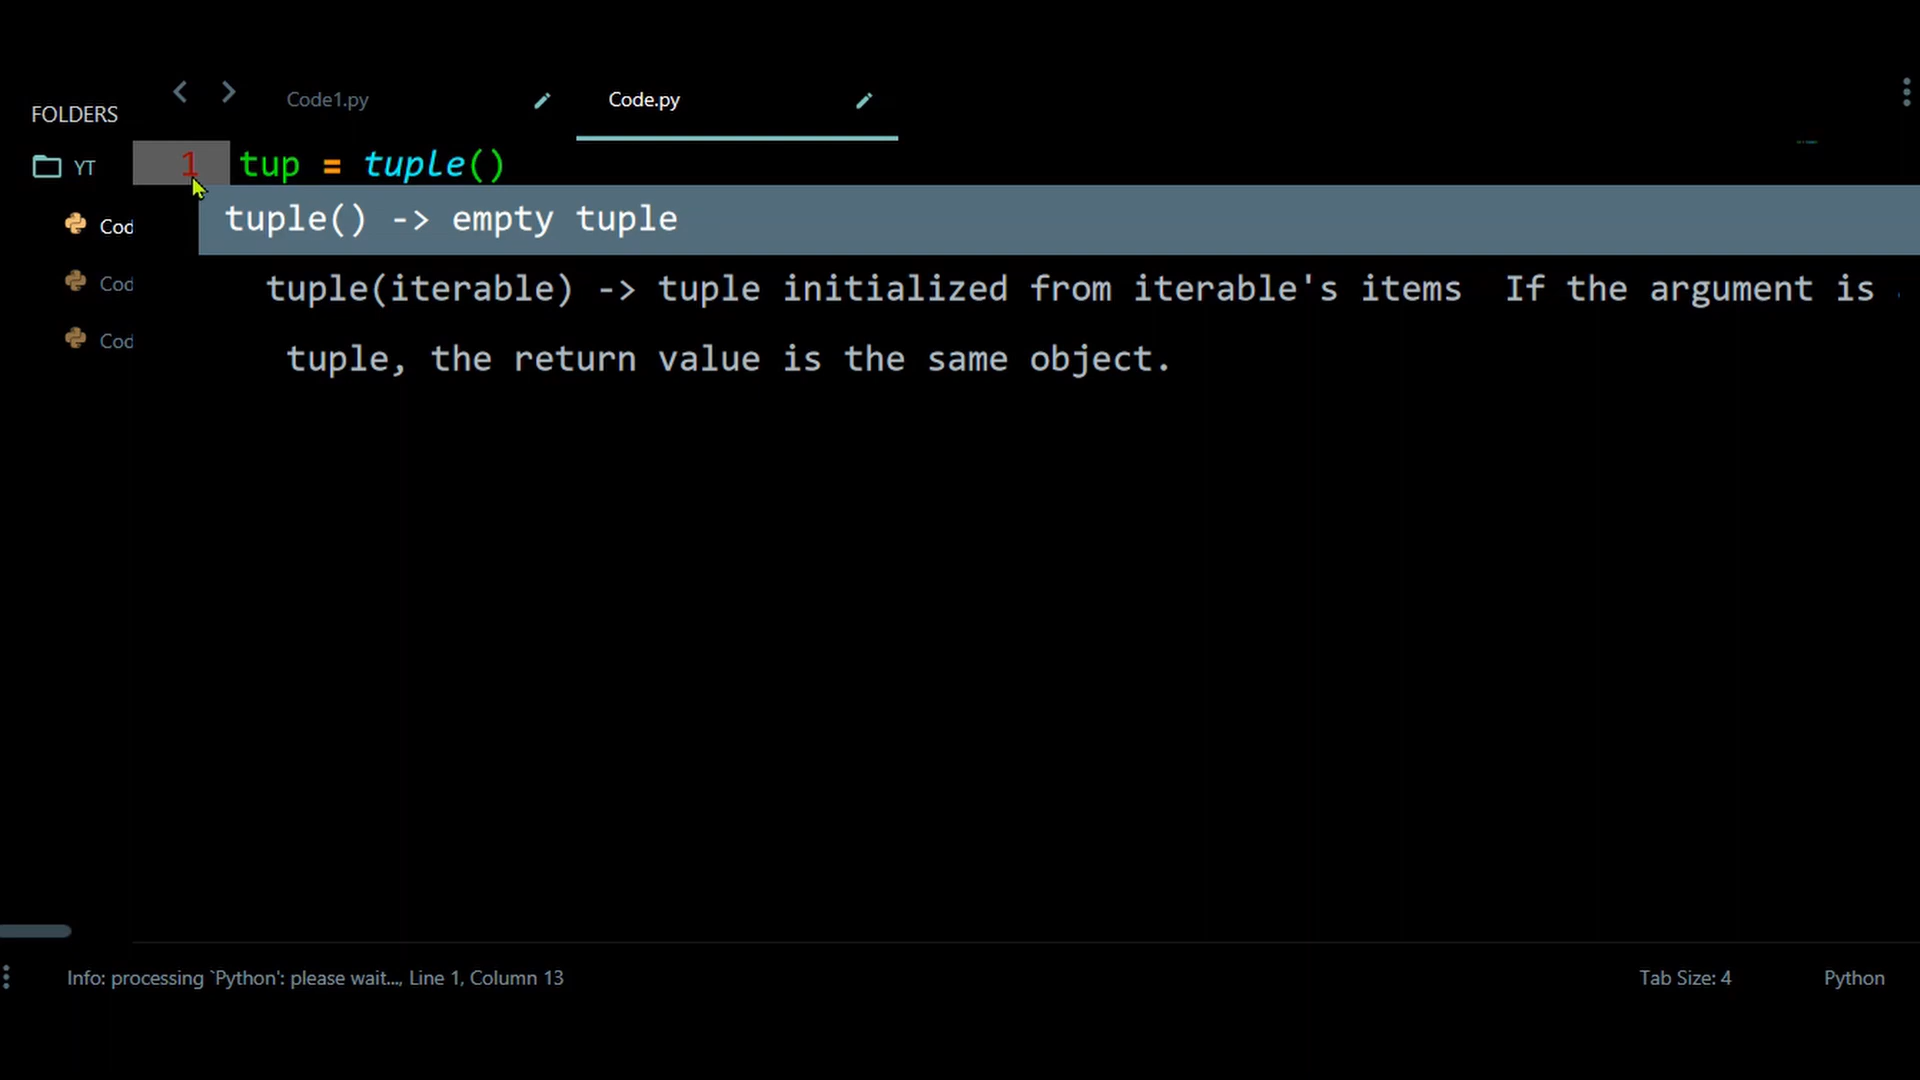 FOLDERS
Code1.py
Code.py
YT
1 tup = tuple()
Cod
tuple() -> empty tuple
Cod
tuple(iterable) -> tuple initialized from iterable's items  If the argument is
Cod
tuple, the return value is the same object.
Info: processing `Python': please wait..., Line 1, Column 13
Tab Size: 4
Python